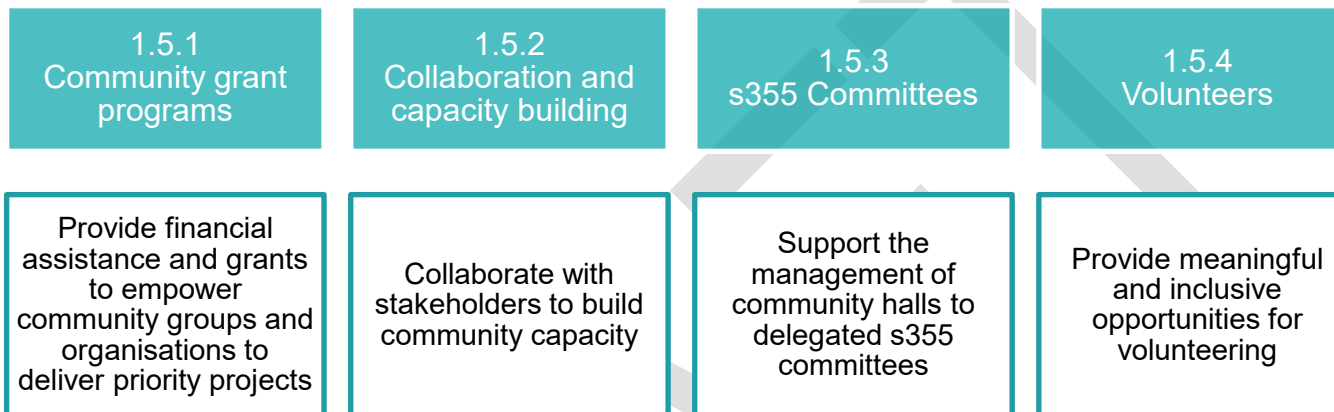 1.5.1
Community grant
programs
1.5.2
Collaboration and
capacity building
1.5.3
s355 Committees
1.5.4
Volunteers
Provide financial
assistance and grants
to empower
community groups and
organisations to
deliver priority projects
Collaborate with
stakeholders to build
community capacity
Support the
management of
community halls to
delegated s355
committees
Provide meaningful
and inclusive
opportunities for
volunteering